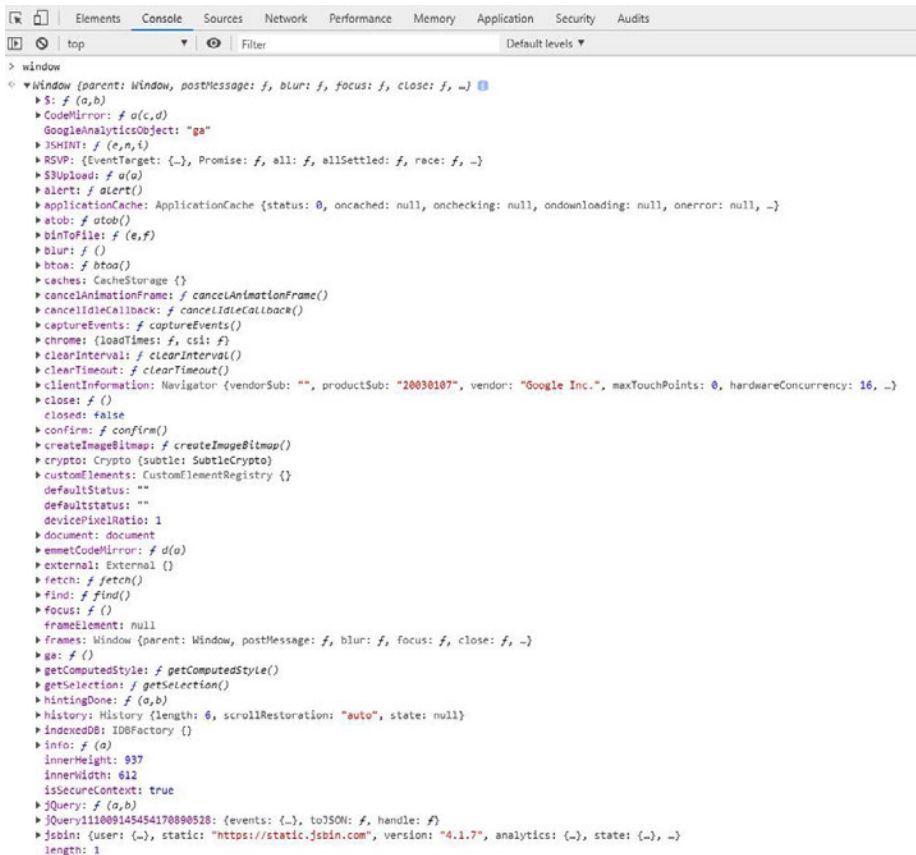 Elements Console Sources Network Performance Memory Application Security Audits
top ▼ Filter Default levels ▼
> window
▼Window {parent: Window, postMessage: ƒ, blur: ƒ, focus: ƒ, close: ƒ, …}
▶$: ƒ (a,b)
▶CodeMirror: ƒ a(c,d)
GoogleAnalyticsObject: "ga"
▶JSHINT: ƒ (e,n,i)
▶RSVP: {EventTarget: {…}, Promise: ƒ, all: ƒ, allSettled: ƒ, race: ƒ, …}
▶S3Upload: ƒ a(a)
▶alert: ƒ alert()
▶applicationCache: ApplicationCache {status: 0, oncached: null, onchecking: null, ondownloading: null, onerror: null, …}
▶atob: ƒ atob()
▶binToFile: ƒ (e,f)
▶blur: ƒ ()
▶btoa: ƒ btoa()
▶caches: CacheStorage {}
▶cancelAnimationFrame: ƒ cancelAnimationFrame()
▶cancelIdleCallback: ƒ cancelIdleCallback()
▶captureEvents: ƒ captureEvents()
▶chrome: {loadTimes: ƒ, csi: ƒ}
▶clearInterval: ƒ clearInterval()
▶clearTimeout: ƒ clearTimeout()
▶clientInformation: Navigator {vendorSub: "", productSub: "20030107", vendor: "Google Inc.", maxTouchPoints: 0, hardwareConcurrency: 16, …}
▶close: ƒ ()
closed: false
▶confirm: ƒ confirm()
▶createImageBitmap: ƒ createImageBitmap()
▶crypto: Crypto {subtle: SubtleCrypto}
▶customElements: CustomElementRegistry {}
defaultStatus: ""
defaultstatus: ""
devicePixelRatio: 1
▶document: document
▶emmetCodeMirror: ƒ d(a)
▶external: External {}
▶fetch: ƒ fetch()
▶find: ƒ find()
▶focus: ƒ ()
frameElement: null
▶frames: Window {parent: Window, postMessage: ƒ, blur: ƒ, focus: ƒ, close: ƒ, …}
▶ga: ƒ ()
▶getComputedStyle: ƒ getComputedStyle()
▶getSelection: ƒ getSelection()
▶hintingDone: ƒ (a,b)
▶history: History {length: 6, scrollRestoration: "auto", state: null}
▶indexedDB: IDBFactory {}
▶info: ƒ (a)
innerHeight: 937
innerWidth: 612
isSecureContext: true
▶jQuery: ƒ (a,b)
▶jQuery111009145454170890528: {events: {…}, toJSON: ƒ, handle: ƒ}
▶jsbin: {user: {…}, static: "https://static.jsbin.com", version: "4.1.7", analytics: {…}, state: {…}, …}
length: 1